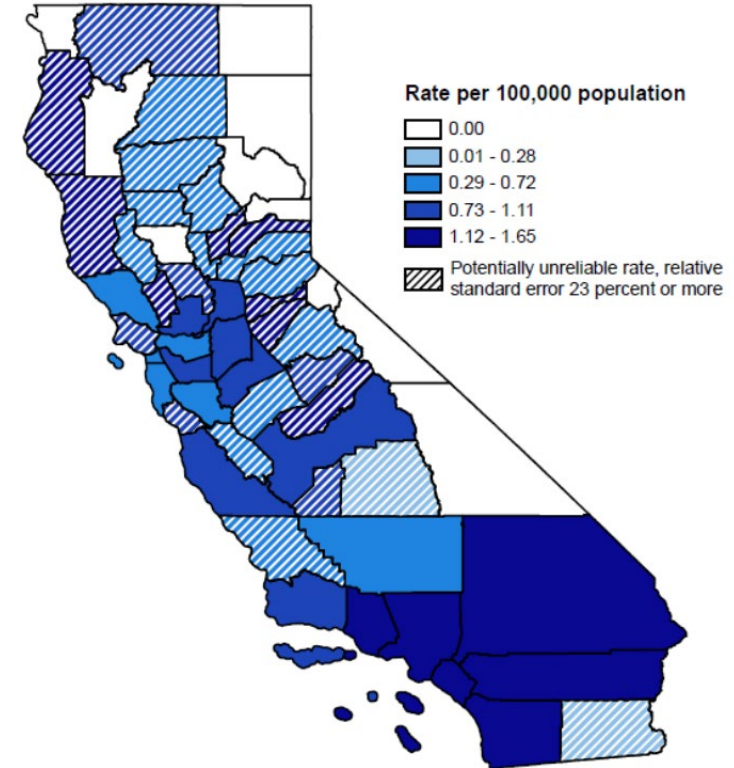 Rate per 100,000 population
0.00
0.01 - 0.28
0.29 - 0.72
0.73 - 1.11
1.12 - 1.65
Potentially unreliable rate, relative
standard error 23 percent or more